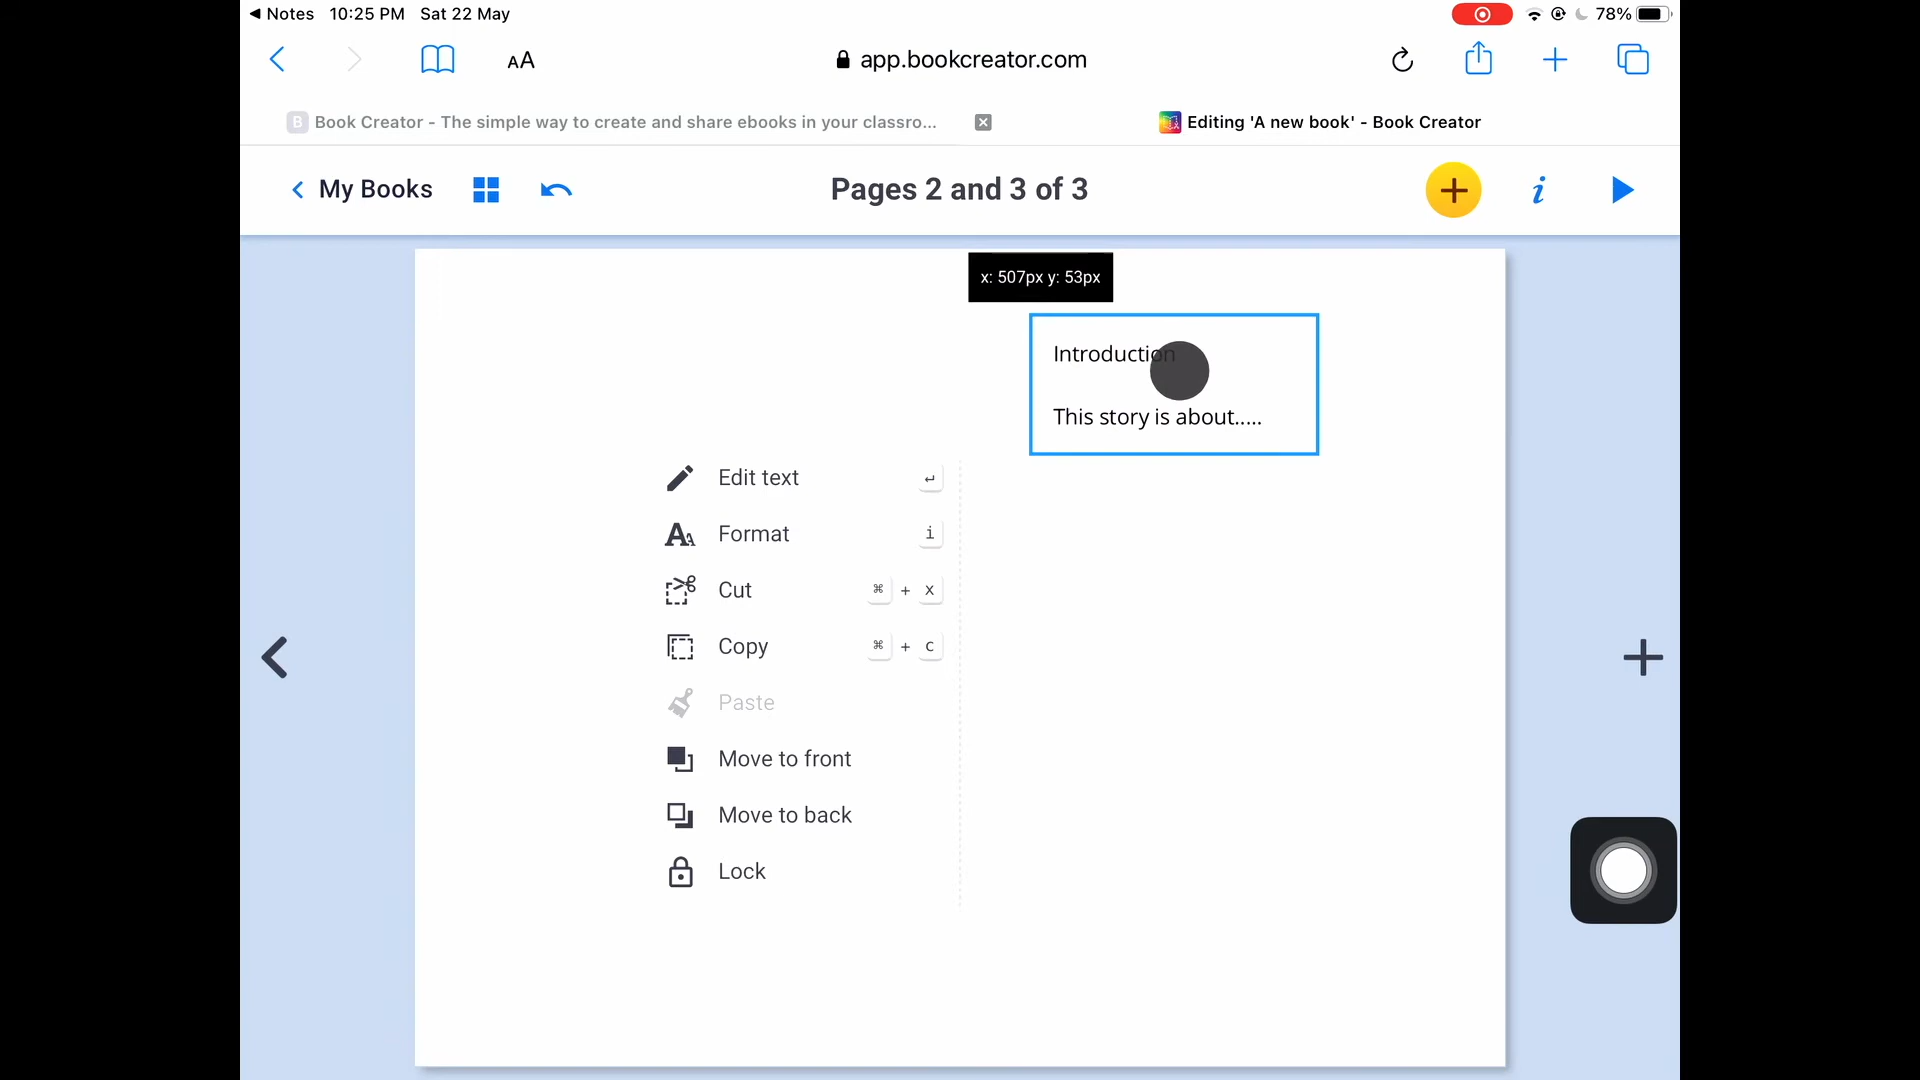 Notes 10:25 PM Sat 22 May 78%
AA app.bookcreator.com
B Book Creator - The simple way to create and share ebooks in your classro... Editing 'A new book' - Book Creator
My Books Pages 2 and 3 of 3 + i
x: 507px y: 53px
Introduction
This story is about.....
Edit text ↵
Format i
Cut ⌘ + X
Copy ⌘ + C
Paste
Move to front
Move to back
Lock